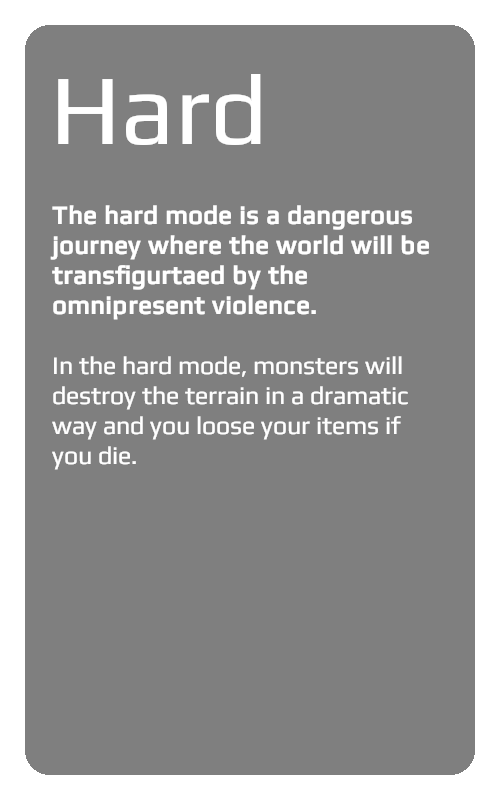 Hard
The hard mode is a dangerous
journey where the world will be
transfigurtaed by the
omnipresent violence.
In the hard mode, monsters will
destroy the terrain in a dramatic
way and you loose your items if
you die.